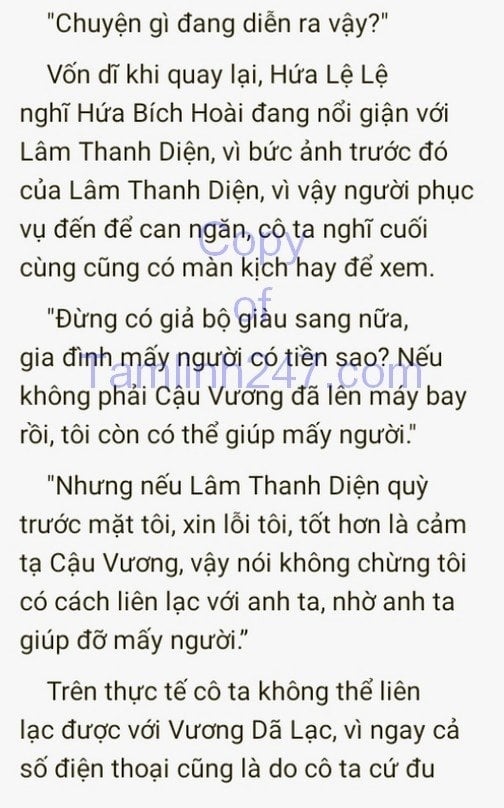 "Chuyện gì đang diễn ra vậy?"
Vốn dĩ khi quay lại, Hứa Lệ Lệ
nghĩ Hứa Bích Hoài đang nổi giận với
Lâm Thanh Diện, vì bức ảnh trước đó
của Lâm Thanh Diện, vì vậy người phục
vụ đến để can ngăn, cô ta nghĩ cuối
cùng cũng có màn kịch hay để xem.
Copy
of
Tamlinh247.com
"Đừng có giả bộ giàu sang nữa,
gia đình mấy người có tiền sao? Nếu
không phải Cậu Vương đã lên máy bay
rồi, tôi còn có thể giúp mấy người."
"Nhưng nếu Lâm Thanh Diện quỳ
trước mặt tôi, xin lỗi tôi, tốt hơn là cảm
tạ Cậu Vương, vậy nói không chừng tôi
có cách liên lạc với anh ta, nhờ anh ta
giúp đỡ mấy người.”
Trên thực tế cô ta không thể liên
lạc được với Vương Dã Lạc, vì ngay cả
số điện thoại cũng là do cô ta cứ đu